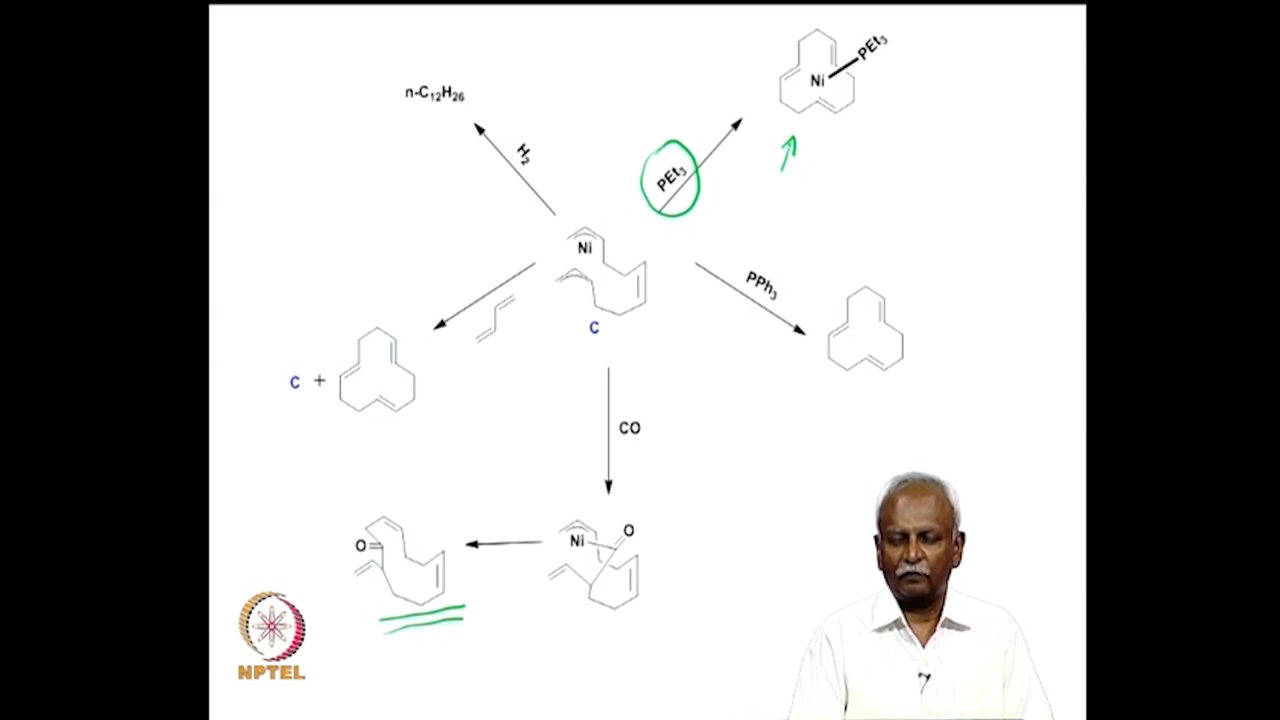 PEt₃
Ni
n-C₁₂H₂₆
H₂
PEt₃
Ni
PPh₃
C
C +
CO
O
Ni
O
NPTEL